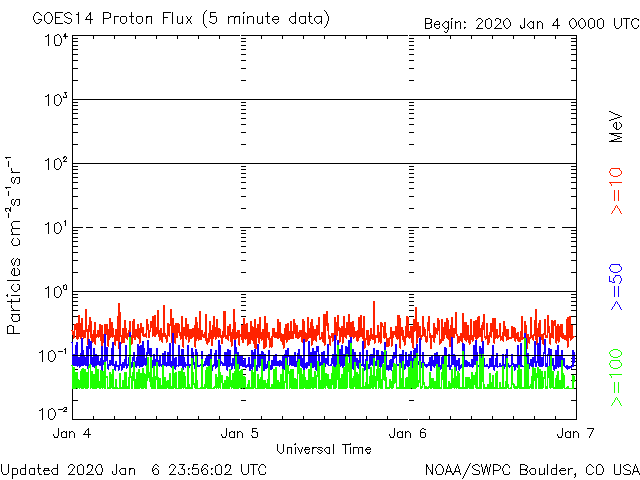 GOES14 Proton Flux (5 minute data)
Begin: 2020 Jan 4 0000 UTC
10⁴
10³
10²
10¹
10⁰
10⁻¹
10⁻²
Particles cm⁻²s⁻¹sr⁻¹
MeV
>=10
>=50
>=100
Jan 4
Jan 5
Jan 6
Jan 7
Universal Time
Updated 2020 Jan 6 23:56:02 UTC
NOAA/SWPC Boulder, CO USA